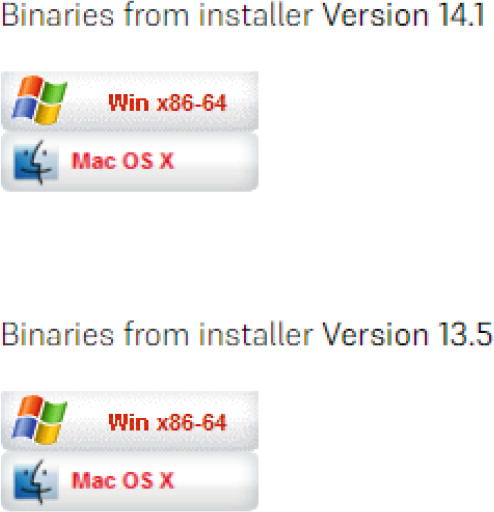 Binaries from installer Version 14.1
Win x86-64
Mac OS X
Binaries from installer Version 13.5
Win x86-64
Mac OS X